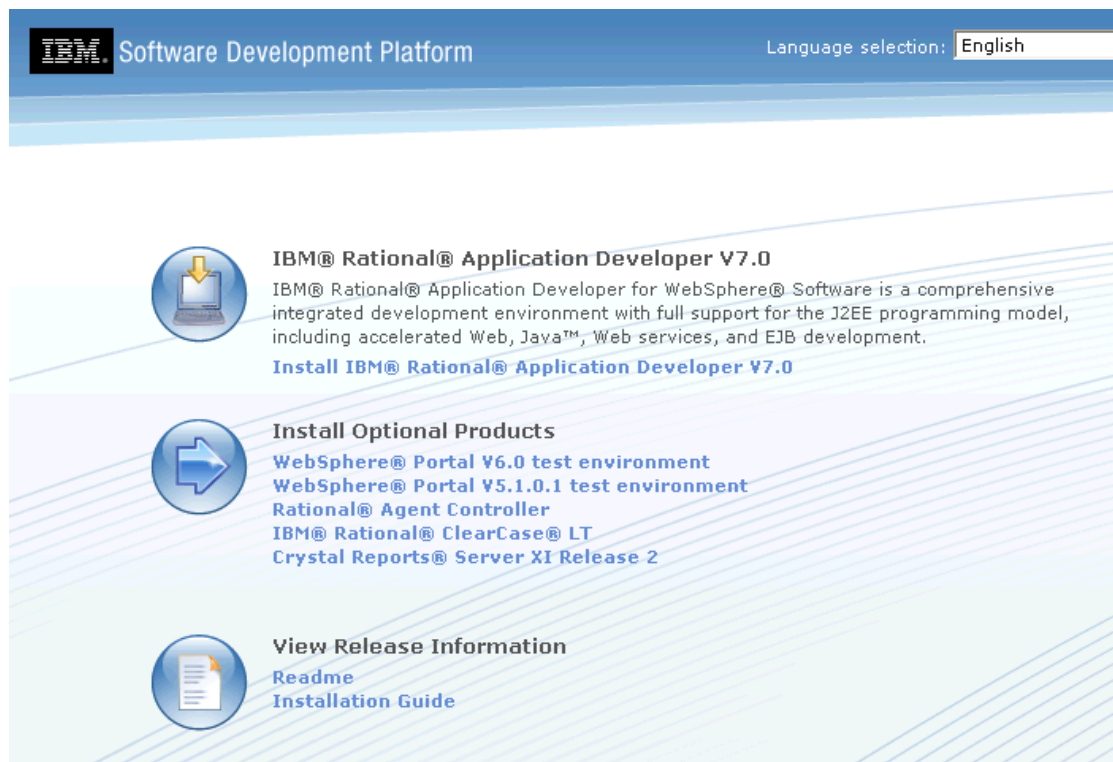 IBM. Software Development Platform
Language selection: English
IBM® Rational® Application Developer V7.0
IBM® Rational® Application Developer for WebSphere® Software is a comprehensive
integrated development environment with full support for the J2EE programming model,
including accelerated Web, Java™, Web services, and EJB development.
Install IBM® Rational® Application Developer V7.0
Install Optional Products
WebSphere® Portal V6.0 test environment
WebSphere® Portal V5.1.0.1 test environment
Rational® Agent Controller
IBM® Rational® ClearCase® LT
Crystal Reports® Server XI Release 2
View Release Information
Readme
Installation Guide